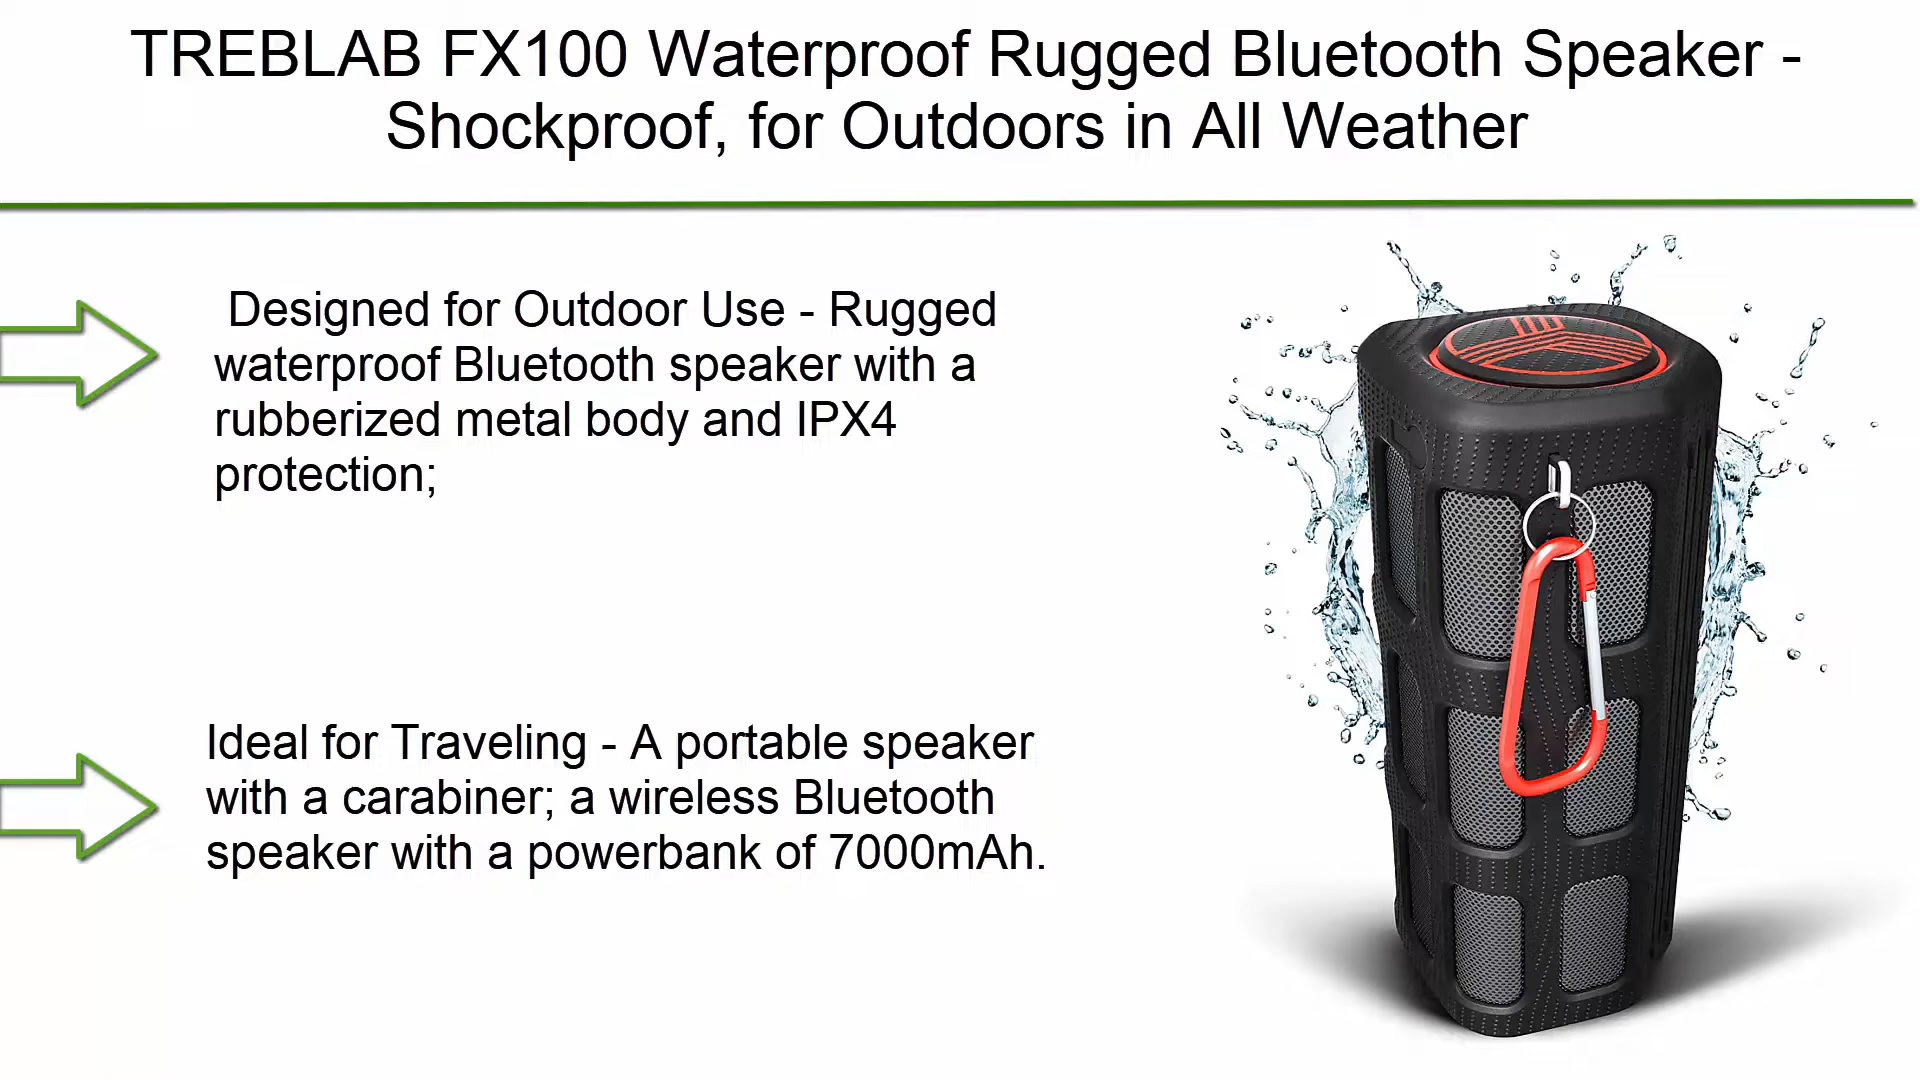 TREBLAB FX100 Waterproof Rugged Bluetooth Speaker -
Shockproof, for Outdoors in All Weather
Designed for Outdoor Use - Rugged
waterproof Bluetooth speaker with a
rubberized metal body and IPX4
protection;
Ideal for Traveling - A portable speaker
with a carabiner; a wireless Bluetooth
speaker with a powerbank of 7000mAh.